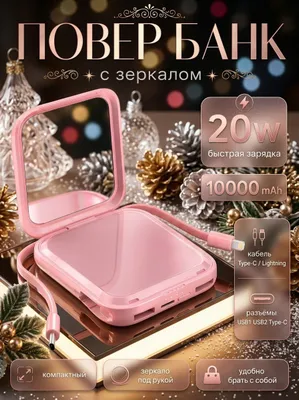 ПОВЕР БАНК
с зеркалом
20W
быстрая зарядка
10000 mAh
кабель
Type-C / Lightning
разъемы
USB1 USB2 Type-C
компактный
зеркало
под рукой
удобно
брать с собой